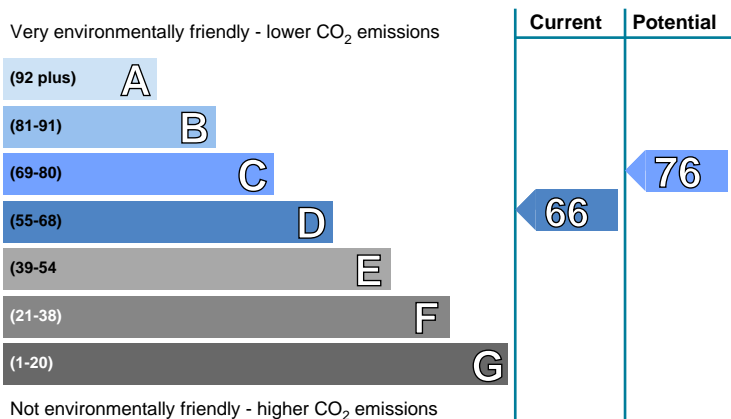 Current Potential
Very environmentally friendly - lower CO2 emissions
(92 plus) A
(81-91) B
(69-80) C
76
(55-68) D
66
(39-54 E
(21-38) F
(1-20) G
Not environmentally friendly - higher CO2 emissions